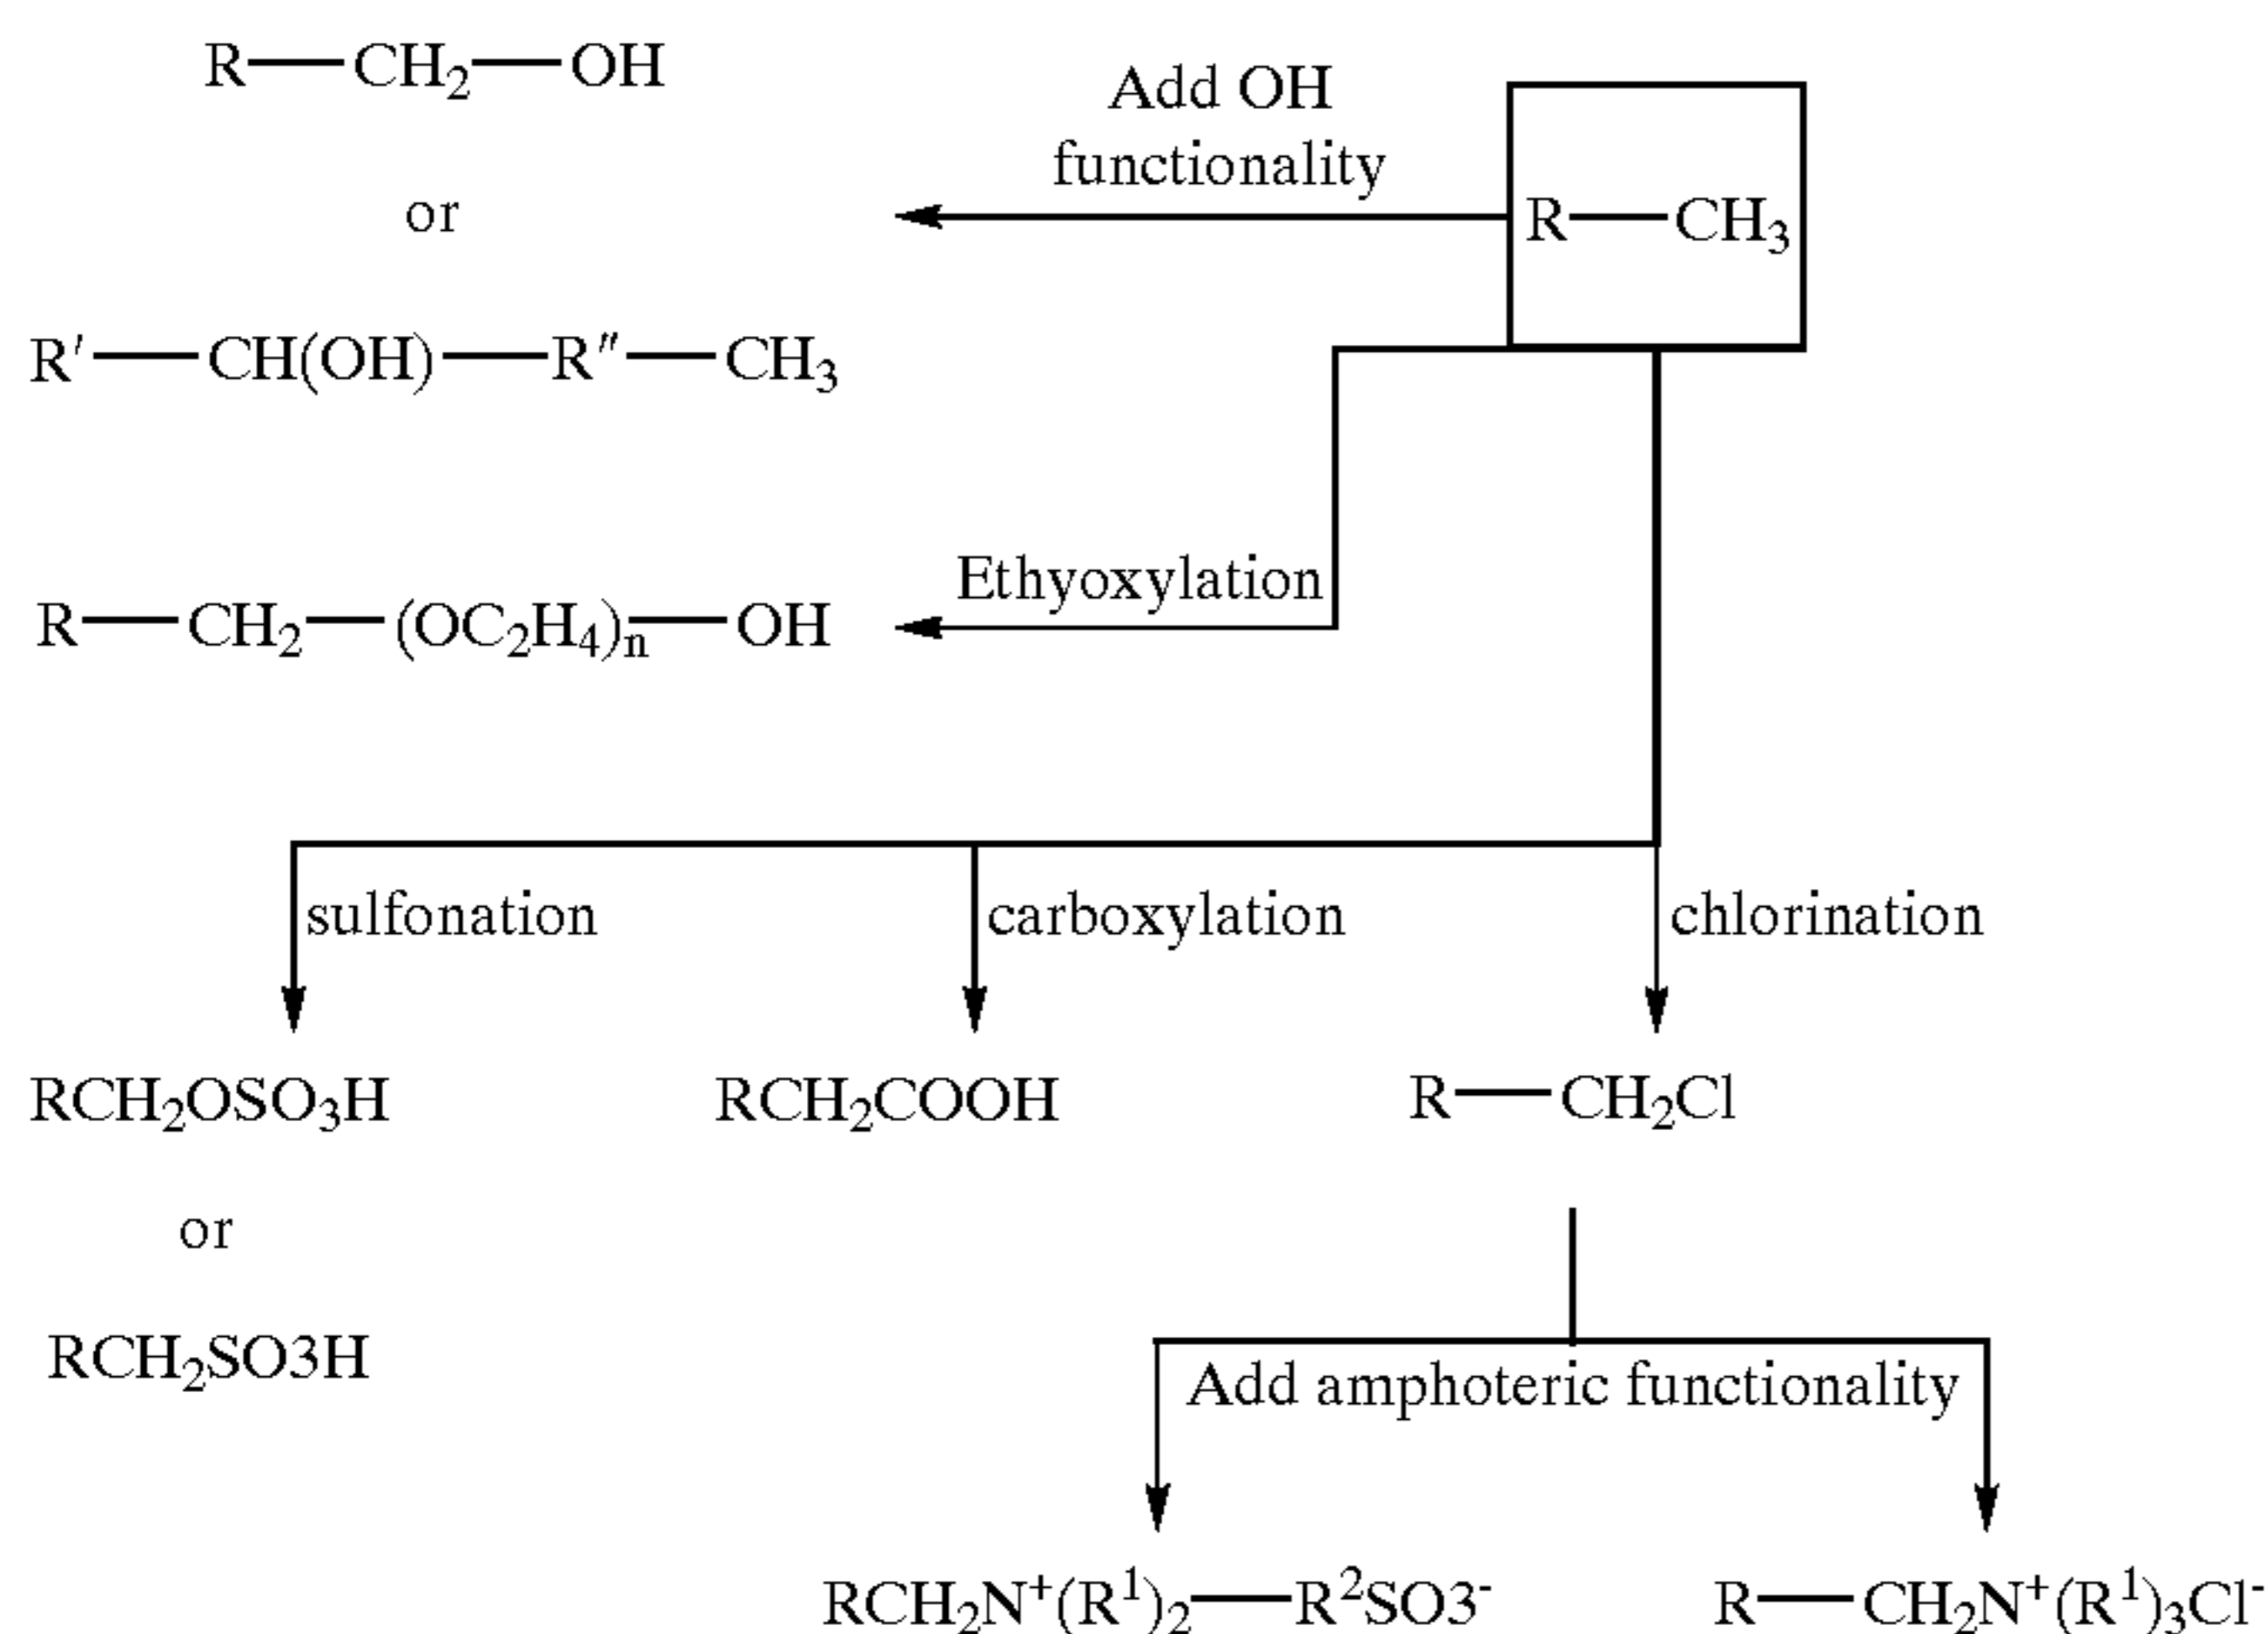 R—CH₂—OH
Add OH
functionality
or
R—CH₃
R′—CH(OH)—R″—CH₃
Ethyoxylation
R—CH₂—(OC₂H₄)ₙ—OH
sulfonation
carboxylation
chlorination
RCH₂OSO₃H
RCH₂COOH
R—CH₂Cl
or
RCH₂SO3H
Add amphoteric functionality
RCH₂N⁺(R¹)₂—R²SO3⁻
R—CH₂N⁺(R¹)₃Cl⁻